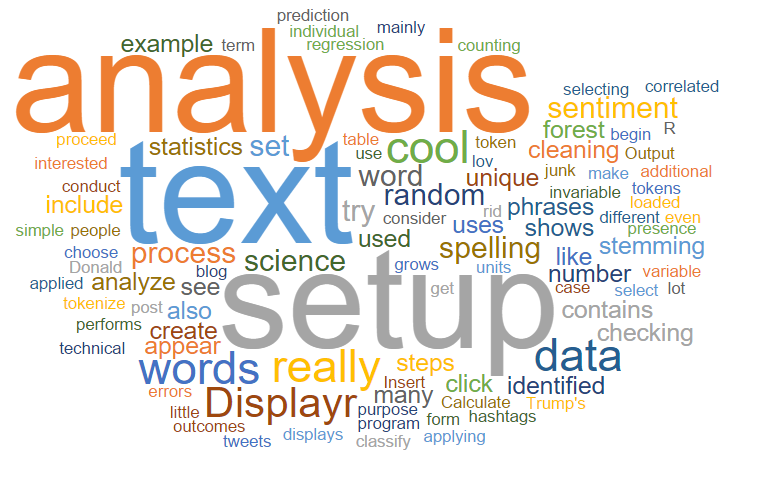 prediction
individual mainly
example term regression counting
analysis
selecting correlated
sentiment
forest begin R
proceed statistics set table cool token cleaning Output
interested use lov junk make additional
conduct text word unique invariable tokens
include try random phrases loaded
simple people consider rid uses shows different even
used presence
choose process science spelling like stemming
Donald blog grows units number variable
applied analyze see setup get case select lot
tokenize post also contains
performs create checking
technical appear
words really steps data
errors Displayr many Insert click identified
little purpose Calculate Trump's
outcomes program form hashtags
tweets displays classify applying